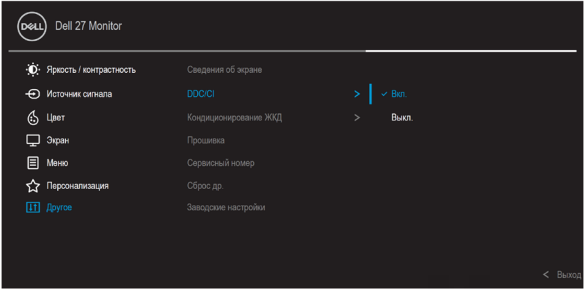 DELL Dell 27 Monitor
Яркость / контрастность Сведения об экране
Источник сигнала DDC/CI > ✓ Вкл.
Цвет Кондиционирование ЖКД > Выкл.
Экран Прошивка
Меню Сервисный номер
Персонализация Сброс др.
Другое Заводские настройки
< Выход